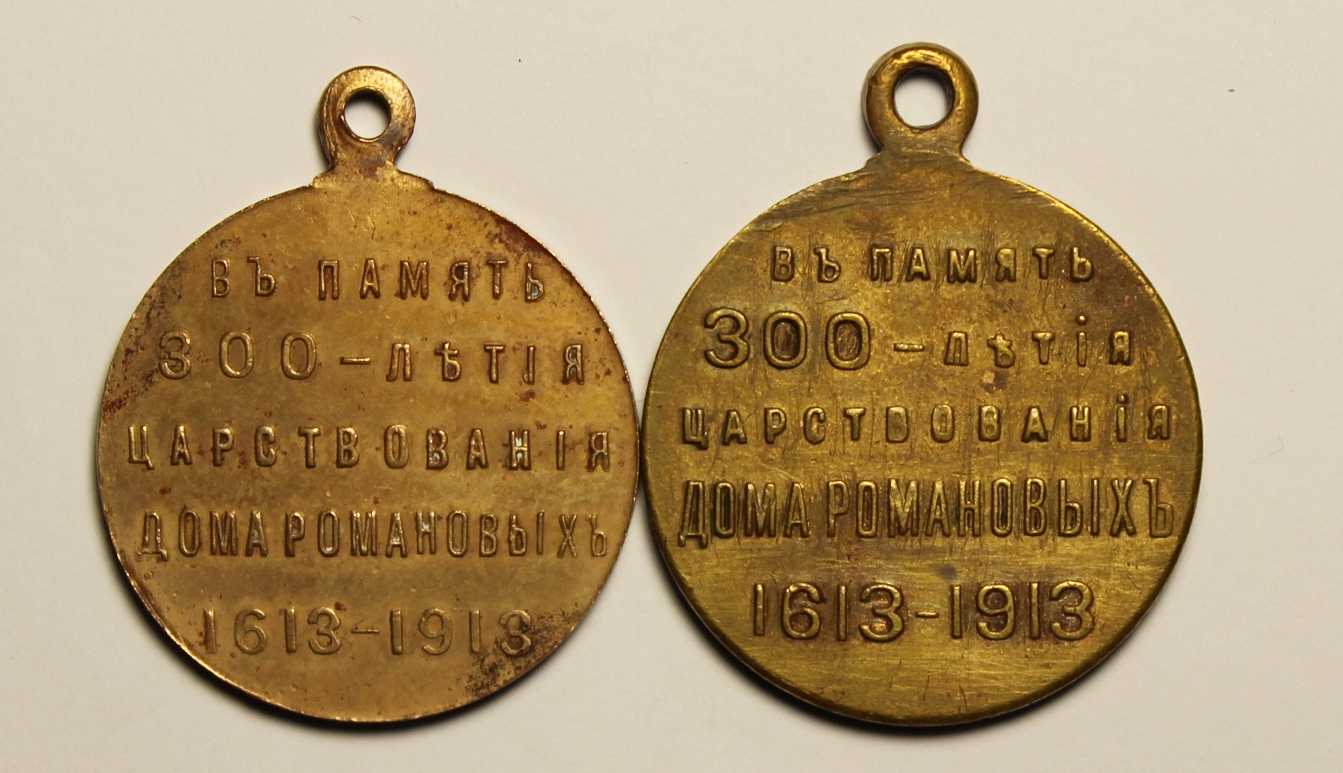 ВЪ ПАМЯТЬ
300-ЛѢТІЯ
ЦАРСТВОВАНІЯ
ДОМА РОМАНОВЫХЪ
1613-1913
ВЪ ПАМЯТЬ
300-ЛѢТІЯ
ЦАРСТВОВАНІЯ
ДОМА РОМАНОВЫХЪ
1613-1913